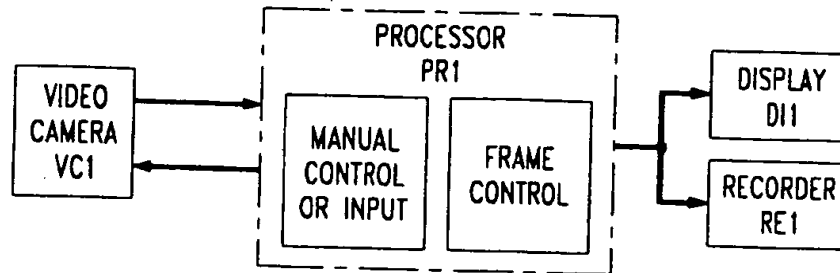 PROCESSOR
PR1
VIDEO
CAMERA
VC1
MANUAL
CONTROL
OR INPUT
FRAME
CONTROL
DISPLAY
DI1
RECORDER
RE1